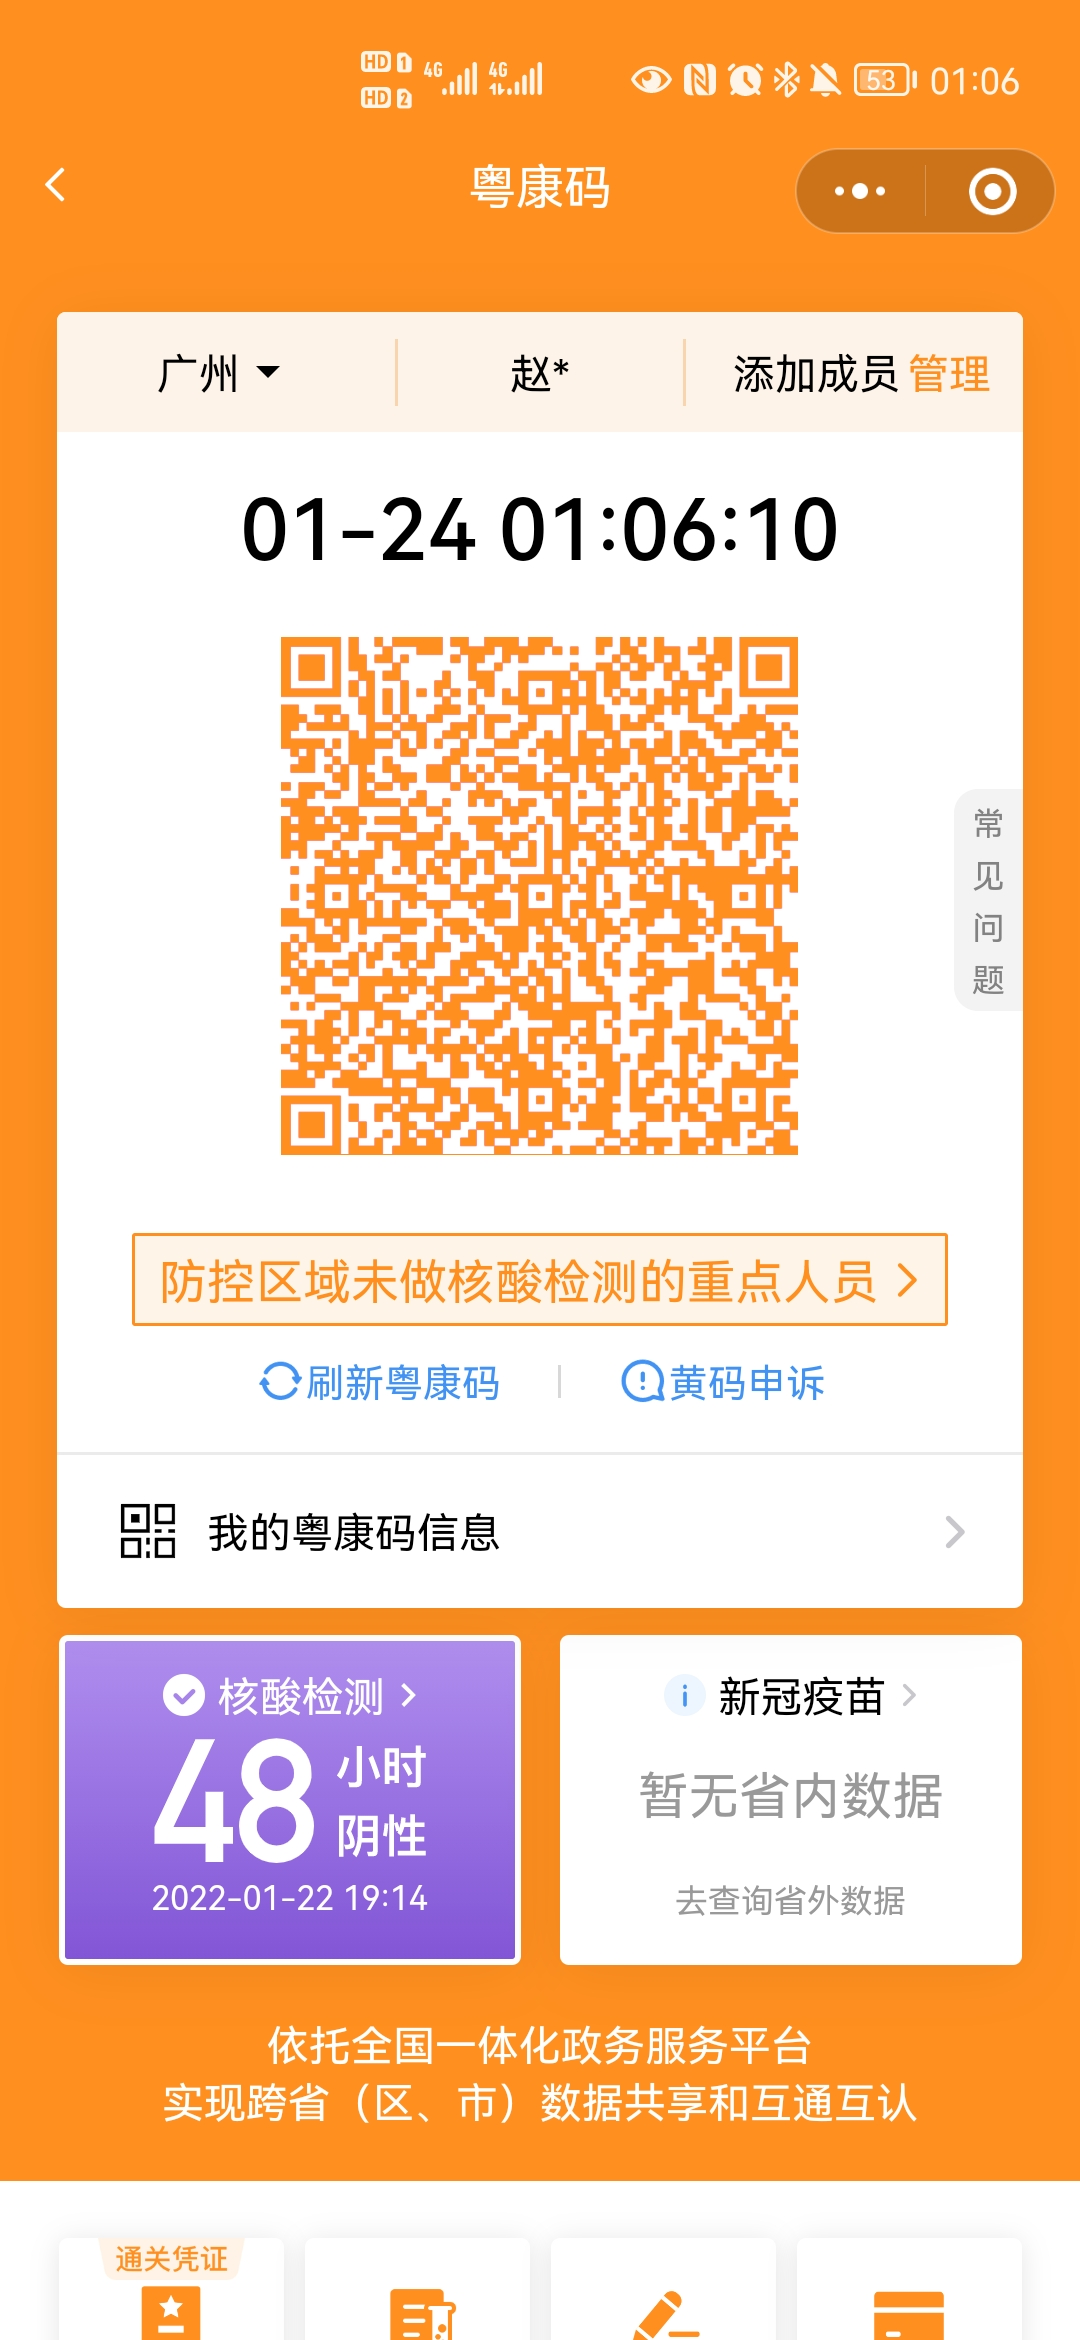 HD 1 4G 4G 53 01:06
HD 2
粤康码
广州 赵* 添加成员 管理
01-24 01:06:10
常见问题
防控区域未做核酸检测的重点人员
刷新粤康码 黄码申诉
我的粤康码信息
核酸检测
48 小时 阴性
2022-01-22 19:14
新冠疫苗
暂无省内数据
去查询省外数据
依托全国一体化政务服务平台
实现跨省（区、市）数据共享和互通互认
通关凭证